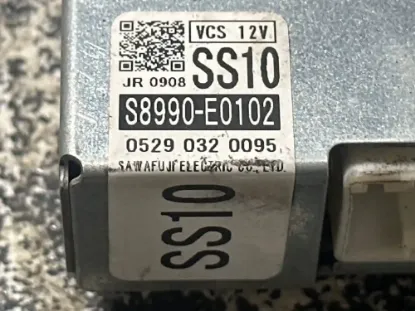 VCS 12V
JR 0908
SS10
S8990-E0102
0529 032 0095
SAWAFUJI ELECTRIC CO., LTD.
SS10